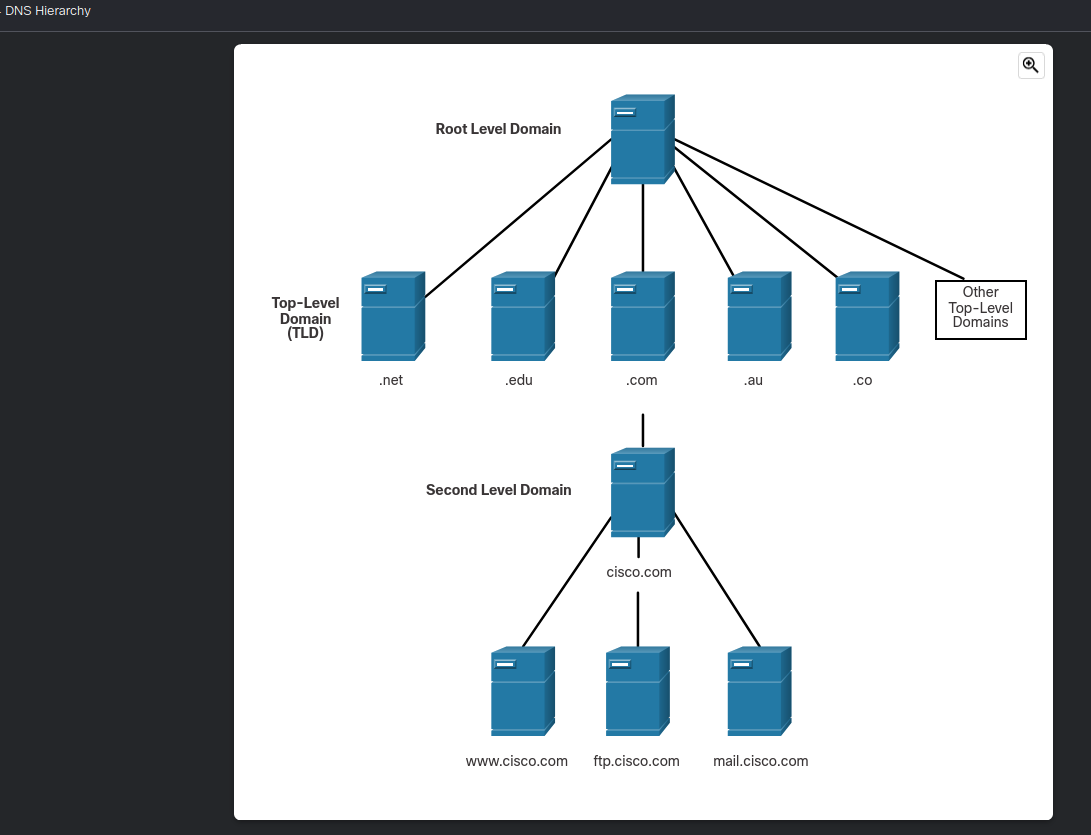 DNS Hierarchy
Root Level Domain
Top-Level
Domain
(TLD)
Other
Top-Level
Domains
.net
.edu
.com
.au
.co
Second Level Domain
cisco.com
www.cisco.com
ftp.cisco.com
mail.cisco.com